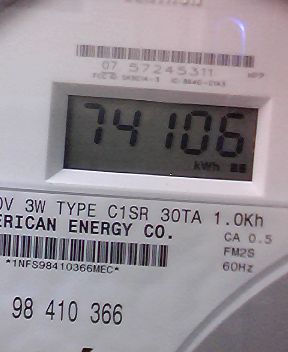 07 57245311
74106
kWh
0V 3W TYPE C1SR 30TA 1.0Kh
ERICAN ENERGY CO.
CA 0.5
FM2S
60Hz
*1NFS98410366MEC*
98 410 366